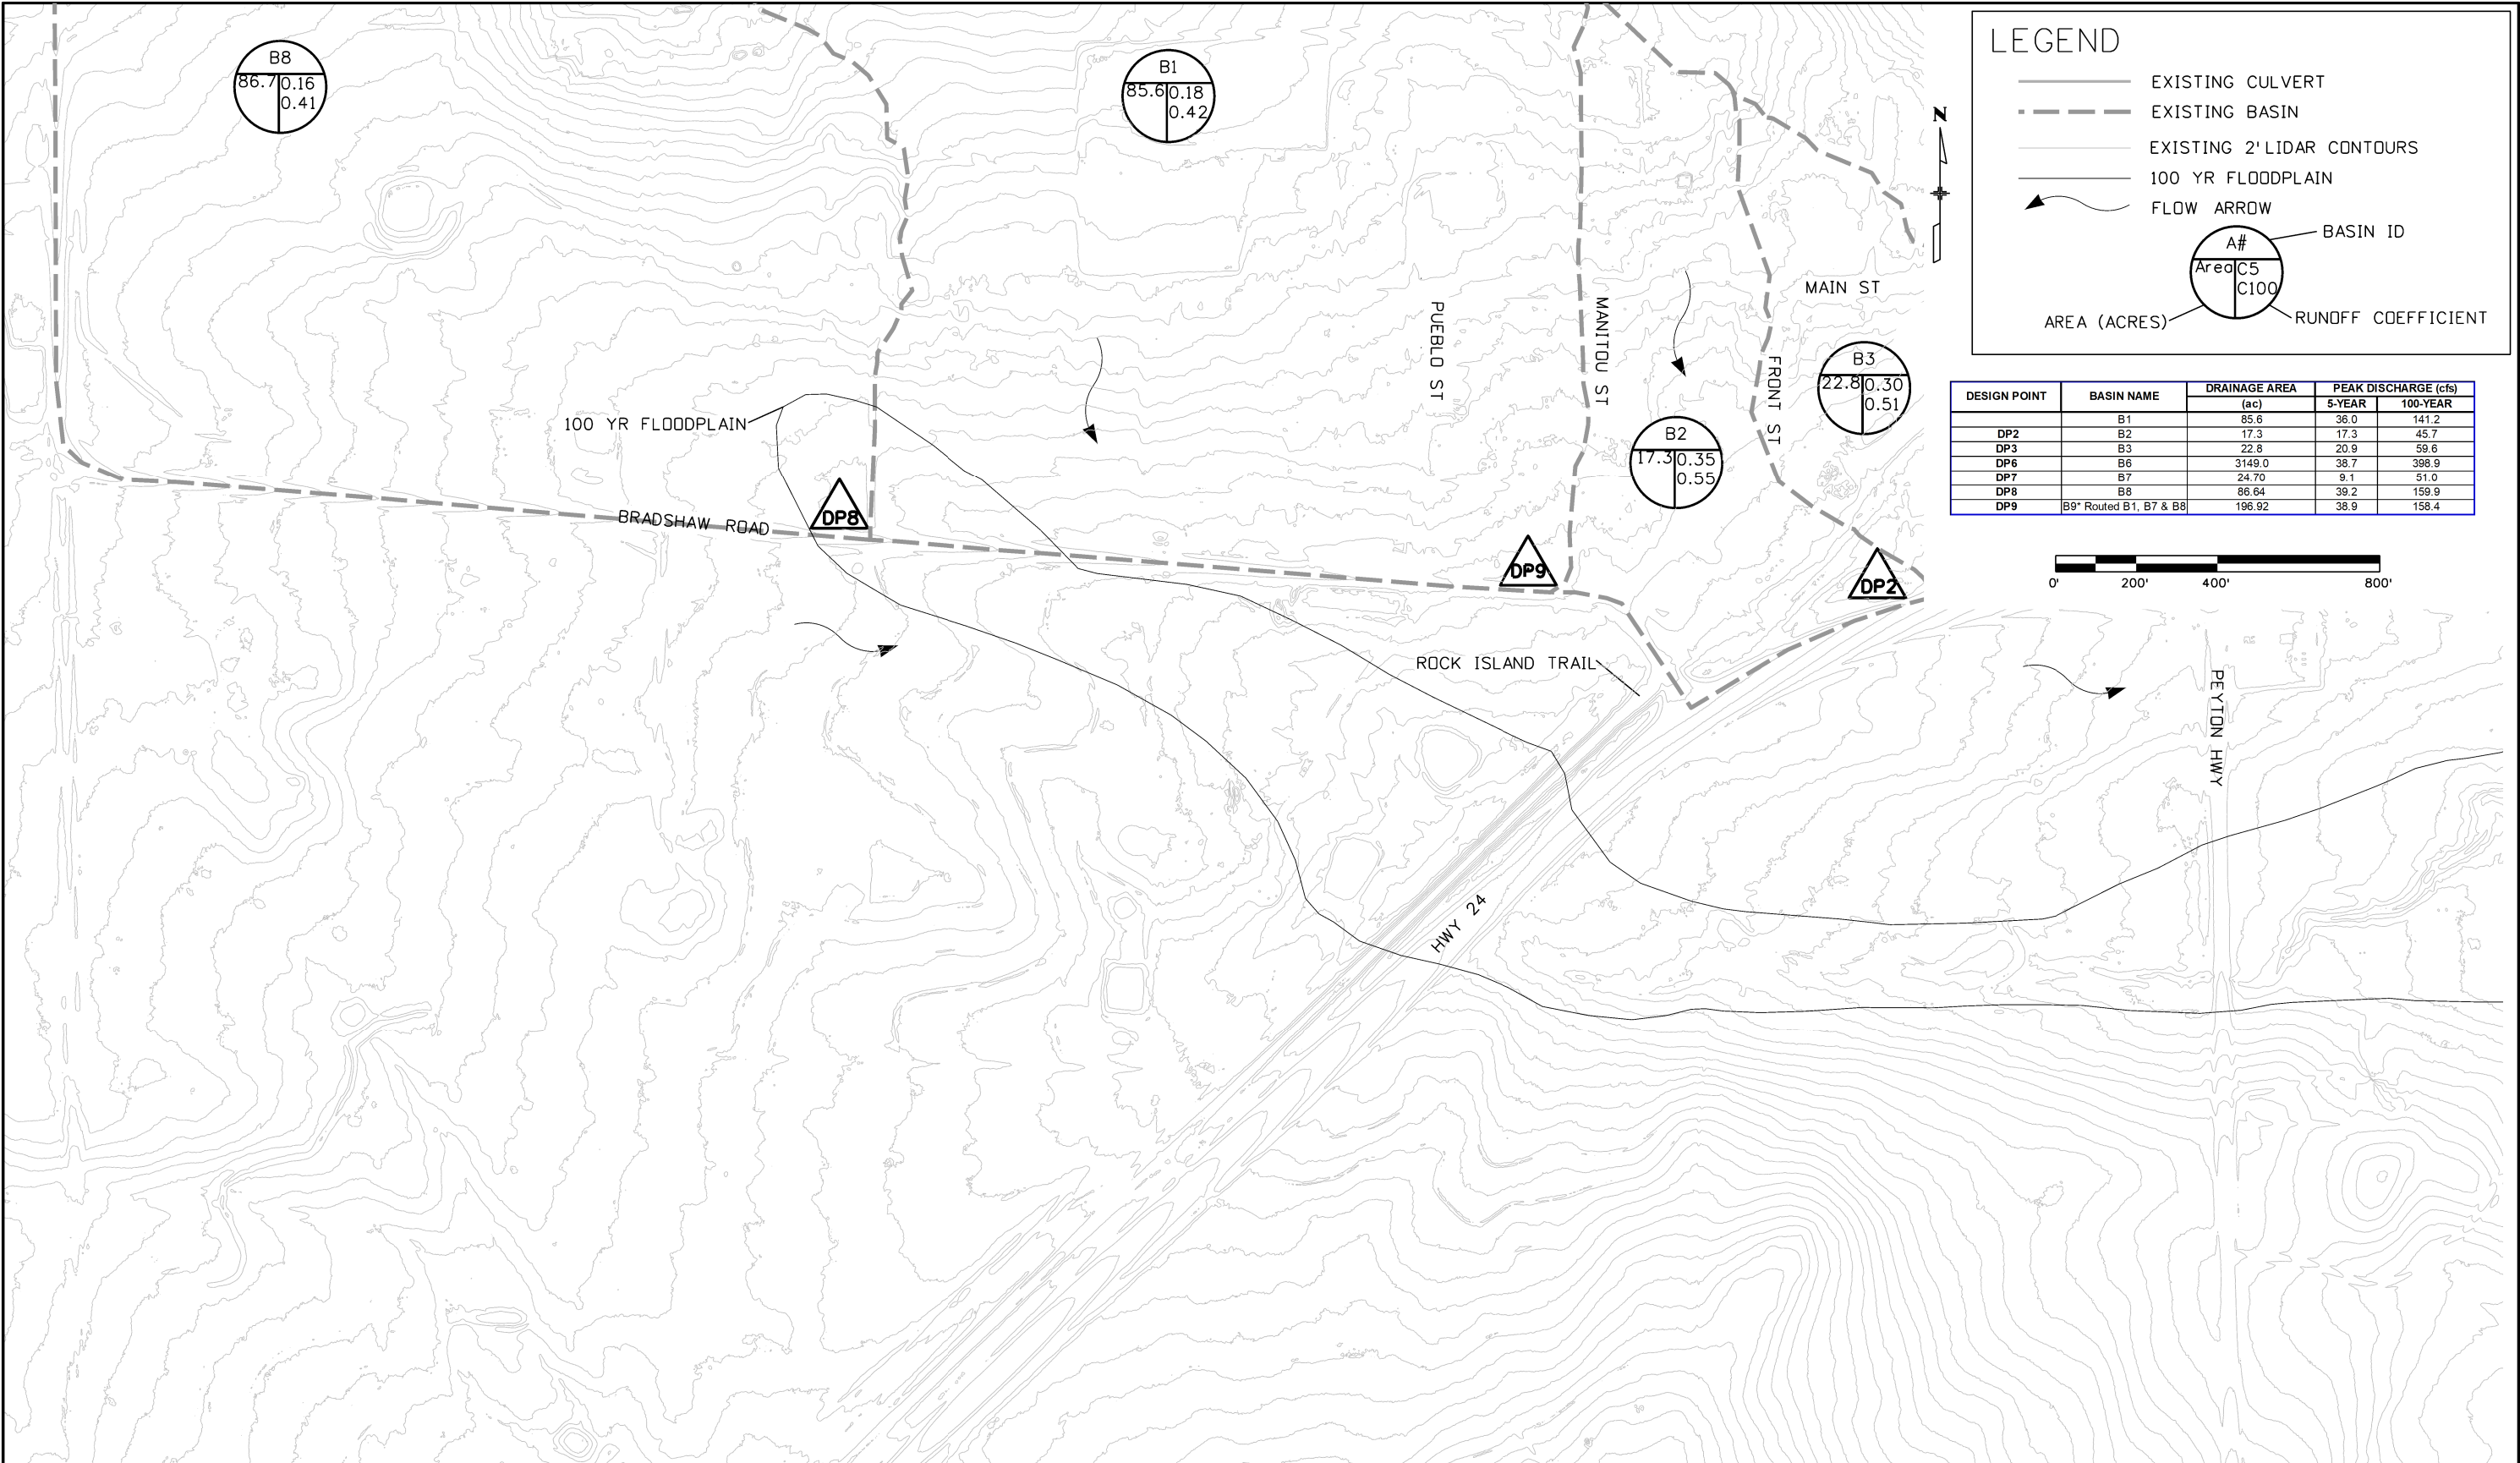 LEGEND
EXISTING CULVERT
EXISTING BASIN
EXISTING 2' LIDAR CONTOURS
100 YR FLOODPLAIN
FLOW ARROW
BASIN ID
A#
Area C5
C100
AREA (ACRES)
RUNOFF COEFFICIENT
N
B8
86.7 0.16
0.41
B1
85.6 0.18
0.42
PUEBLO ST
MANITOU ST
MAIN ST
FRONT ST
B3
22.8 0.30
0.51
B2
17.3 0.35
0.55
100 YR FLOODPLAIN
BRADSHAW ROAD
DP8
DP9
DP2
ROCK ISLAND TRAIL
PEYTON HWY
HWY 24
DESIGN POINT BASIN NAME DRAINAGE AREA PEAK DISCHARGE (cfs)
(ac) 5-YEAR 100-YEAR
B1 85.6 36.0 141.2
DP2 B2 17.3 17.3 45.7
DP3 B3 22.8 20.9 59.6
DP6 B6 3149.0 38.7 398.9
DP7 B7 24.70 9.1 51.0
DP8 B8 86.64 39.2 159.9
DP9 B9* Routed B1, B7 & B8 196.92 38.9 158.4
0' 200' 400' 800'